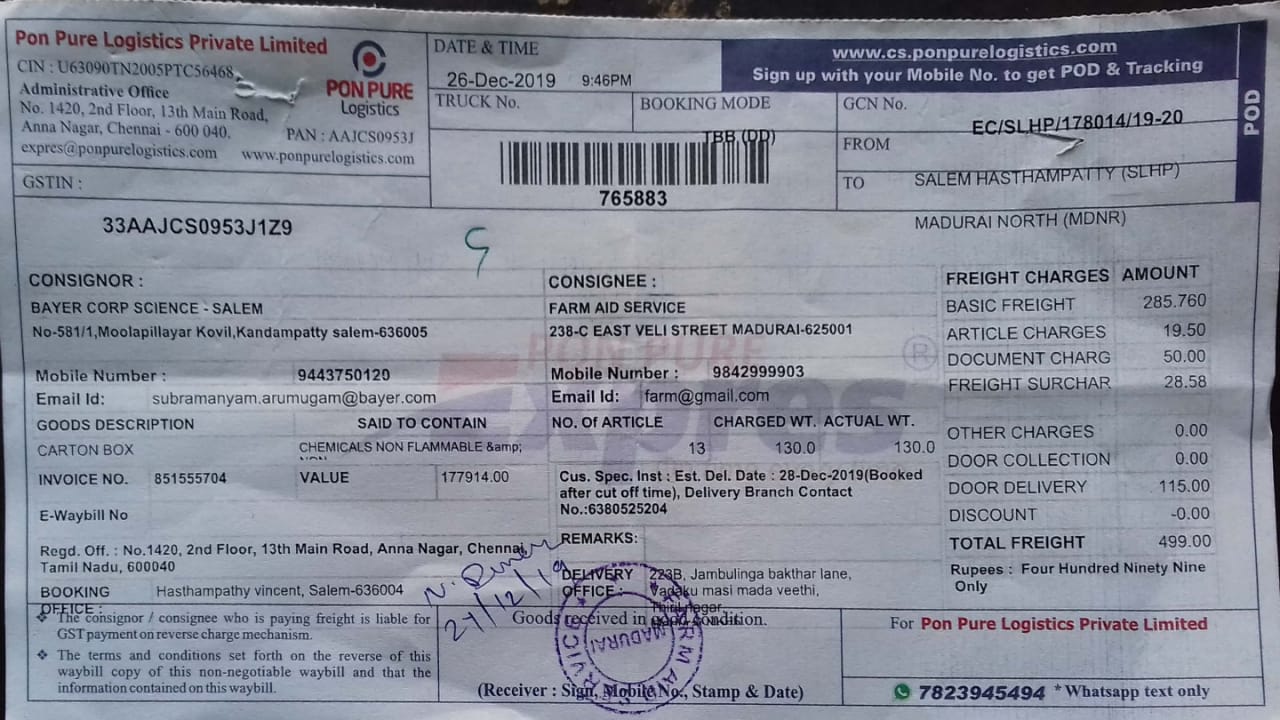 Pon Pure Logistics Private Limited
CIN : U63090TN2005PTC56468
Administrative Office
No. 1420, 2nd Floor, 13th Main Road,
Anna Nagar, Chennai - 600 040.
PAN : AAJCS0953J
expres@ponpurelogistics.com www.ponpurelogistics.com
PON PURE
Logistics
GSTIN :
33AAJCS0953J1Z9
DATE & TIME
26-Dec-2019 9:46PM
TRUCK No.
BOOKING MODE
TBB (DD)
765883
www.cs.ponpurelogistics.com
Sign up with your Mobile No. to get POD & Tracking
POD
GCN No.
EC/SLHP/178014/19-20
FROM
SALEM HASTHAMPATTY (SLHP)
TO
MADURAI NORTH (MDNR)
CONSIGNOR :
BAYER CORP SCIENCE - SALEM
No-581/1,Moolapillayar Kovil,Kandampatty salem-636005
Mobile Number : 9443750120
Email Id: subramanyam.arumugam@bayer.com
CONSIGNEE :
FARM AID SERVICE
238-C EAST VELI STREET MADURAI-625001
PON PURE
Expres ®
Mobile Number : 9842999903
Email Id: farm@gmail.com
GOODS DESCRIPTION SAID TO CONTAIN NO. Of ARTICLE CHARGED WT. ACTUAL WT.
CARTON BOX CHEMICALS NON FLAMMABLE &amp; 13 130.0 130.0
INVOICE NO. 851555704 VALUE 177914.00
E-Waybill No
Cus. Spec. Inst : Est. Del. Date : 28-Dec-2019(Booked
after cut off time), Delivery Branch Contact
No.:6380525204
Regd. Off. : No.1420, 2nd Floor, 13th Main Road, Anna Nagar, Chennai,
Tamil Nadu, 600040
REMARKS:
BOOKING OFFICE : Hasthampathy vincent, Salem-636004
DELIVERY OFFICE : 223B, Jambulinga bakthar lane,
Vadaku masi mada veethi,
Thiru nagar
FREIGHT CHARGES AMOUNT
BASIC FREIGHT 285.760
ARTICLE CHARGES 19.50
DOCUMENT CHARG 50.00
FREIGHT SURCHAR 28.58
OTHER CHARGES 0.00
DOOR COLLECTION 0.00
DOOR DELIVERY 115.00
DISCOUNT -0.00
TOTAL FREIGHT 499.00
Rupees : Four Hundred Ninety Nine
Only
❖ The consignor / consignee who is paying freight is liable for
GST payment on reverse charge mechanism.
❖ The terms and conditions set forth on the reverse of this
waybill copy of this non-negotiable waybill and that the
information contained on this waybill.
27/12/19
Goods received in good condition.
FARM AID SERVICE
MADURAI
(Receiver : Sign, Mobile No., Stamp & Date)
For Pon Pure Logistics Private Limited
7823945494 *Whatsapp text only